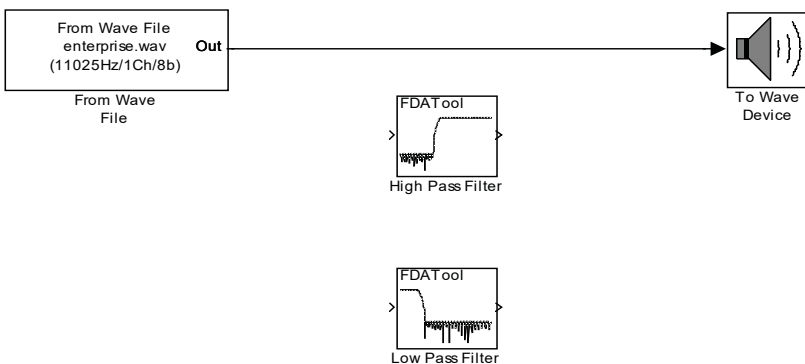 From Wave File
enterprise.wav
(11025Hz/1Ch/8b)
Out
From Wave
File
To Wave
Device
FDATool
High Pass Filter
FDATool
Low Pass Filter